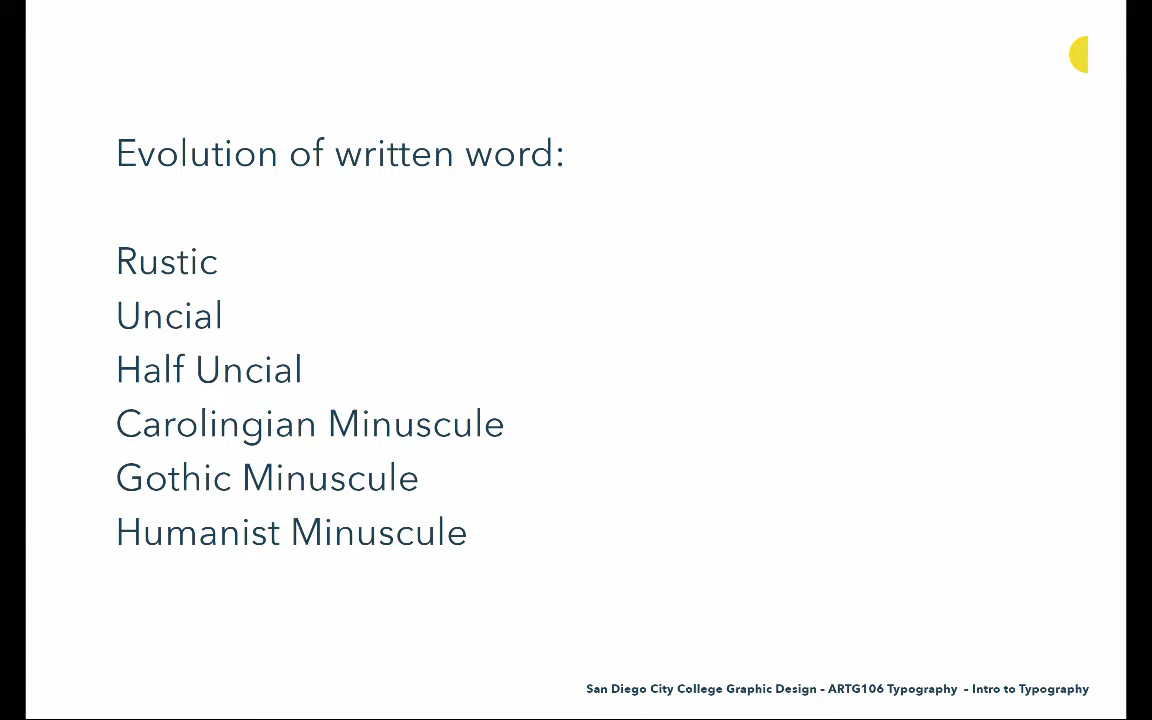 Evolution of written word:
Rustic
Uncial
Half Uncial
Carolingian Minuscule
Gothic Minuscule
Humanist Minuscule
San Diego City College Graphic Design – ARTG106 Typography – Intro to Typography